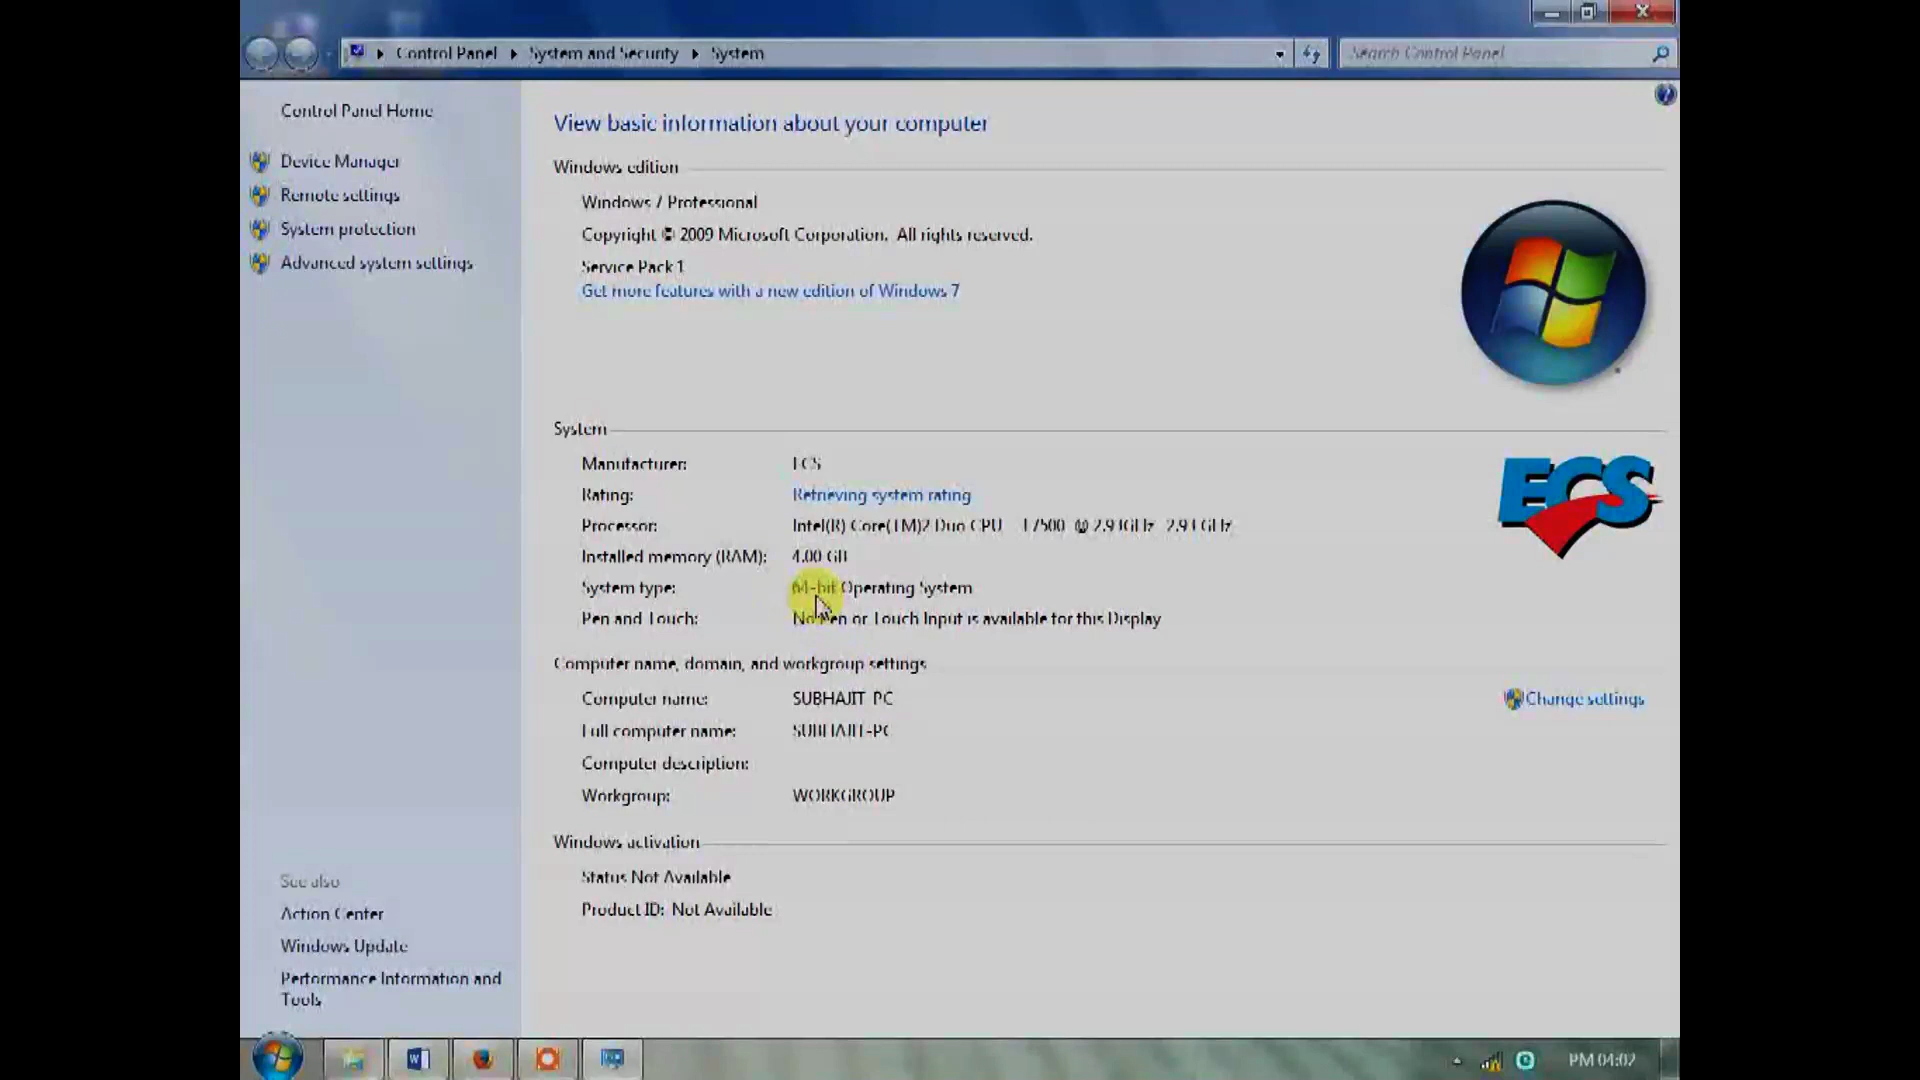 Control Panel ▸ System and Security ▸ System
Search Control Panel
Control Panel Home
Device Manager
Remote settings
System protection
Advanced system settings
View basic information about your computer
Windows edition
Windows 7 Professional
Copyright © 2009 Microsoft Corporation. All rights reserved.
Service Pack 1
Get more features with a new edition of Windows 7
System
Manufacturer: ECS
Rating: Retrieving system rating
Processor: Intel(R) Core(TM)2 Duo CPU E7500 @ 2.93GHz 2.93 GHz
Installed memory (RAM): 4.00 GB
System type: 64-bit Operating System
Pen and Touch: No Pen or Touch Input is available for this Display
ECS
Computer name, domain, and workgroup settings
Computer name: SUBHAJIT-PC
Change settings
Full computer name: SUBHAJIT-PC
Computer description:
Workgroup: WORKGROUP
Windows activation
Status Not Available
Product ID: Not Available
See also
Action Center
Windows Update
Performance Information and
Tools
PM 04:02